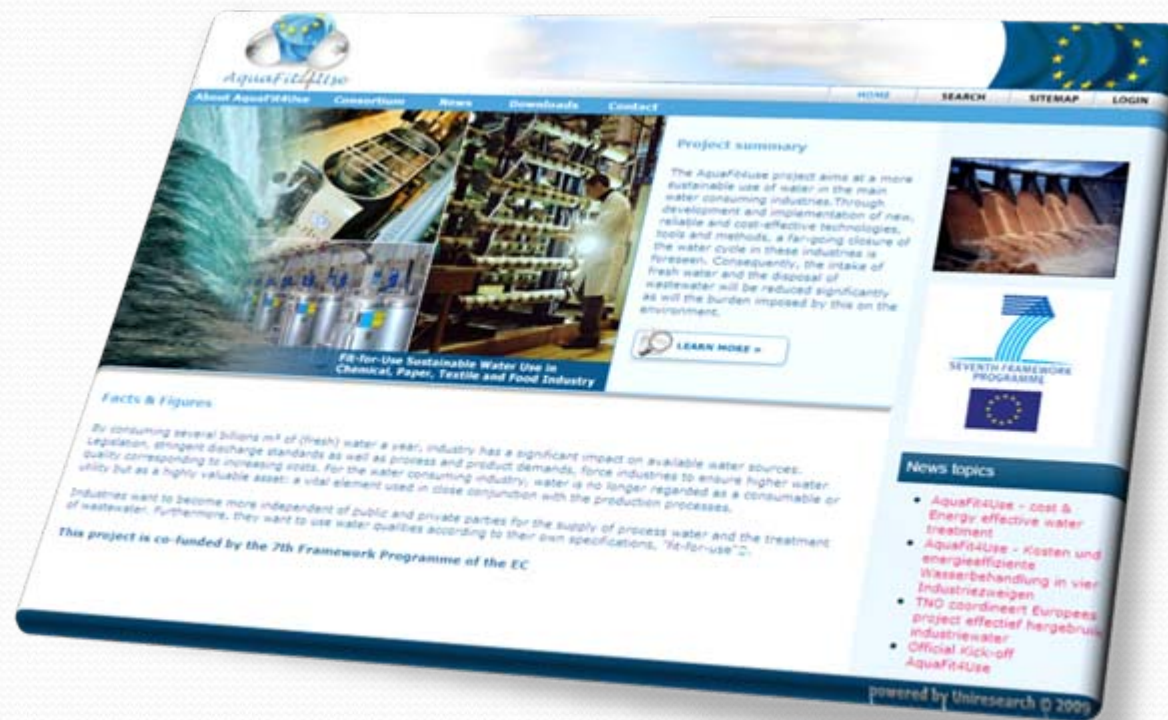 AquaFit4Use
About AquaFit4Use
Consortium
News
Downloads
Contact
HOME
SEARCH
SITEMAP
LOGIN
Fit-for-Use Sustainable Water Use in
Chemical, Paper, Textile and Food Industry
Project summary
The AquaFit4use project aims at a more
sustainable use of water in the main
water consuming industries.Through
development and implementation of new,
reliable and cost-effective technologies,
tools and methods, a far-going closure of
the water cycle in these industries is
foreseen. Consequently, the intake of
fresh water and the disposal of
wastewater will be reduced significantly
as will the burden imposed by this on the
environment.
LEARN MORE »
SEVENTH FRAMEWORK
PROGRAMME
Facts & Figures
By consuming several billions m³ of (fresh) water a year, industry has a significant impact on available water sources.
Legislation, stringent discharge standards as well as process and product demands, force industries to ensure higher water
quality corresponding to increasing costs. For the water consuming industry, water is no longer regarded as a consumable or
utility but as a highly valuable asset: a vital element used in close conjunction with the production processes.
Industries want to become more independent of public and private parties for the supply of process water and the treatment
of wastewater. Furthermore, they want to use water qualities according to their own specifications, "fit-for-use".
This project is co-funded by the 7th Framework Programme of the EC
News topics
AquaFit4Use - cost &
Energy effective water
treatment
AquaFit4Use - Kosten und
energieeffiziente
Wasserbehandlung in vier
Industriezweigen
TNO coordineert Europees
project effectief hergebruik
industriewater
Official Kick-off
AquaFit4Use
powered by Uniresearch © 2009